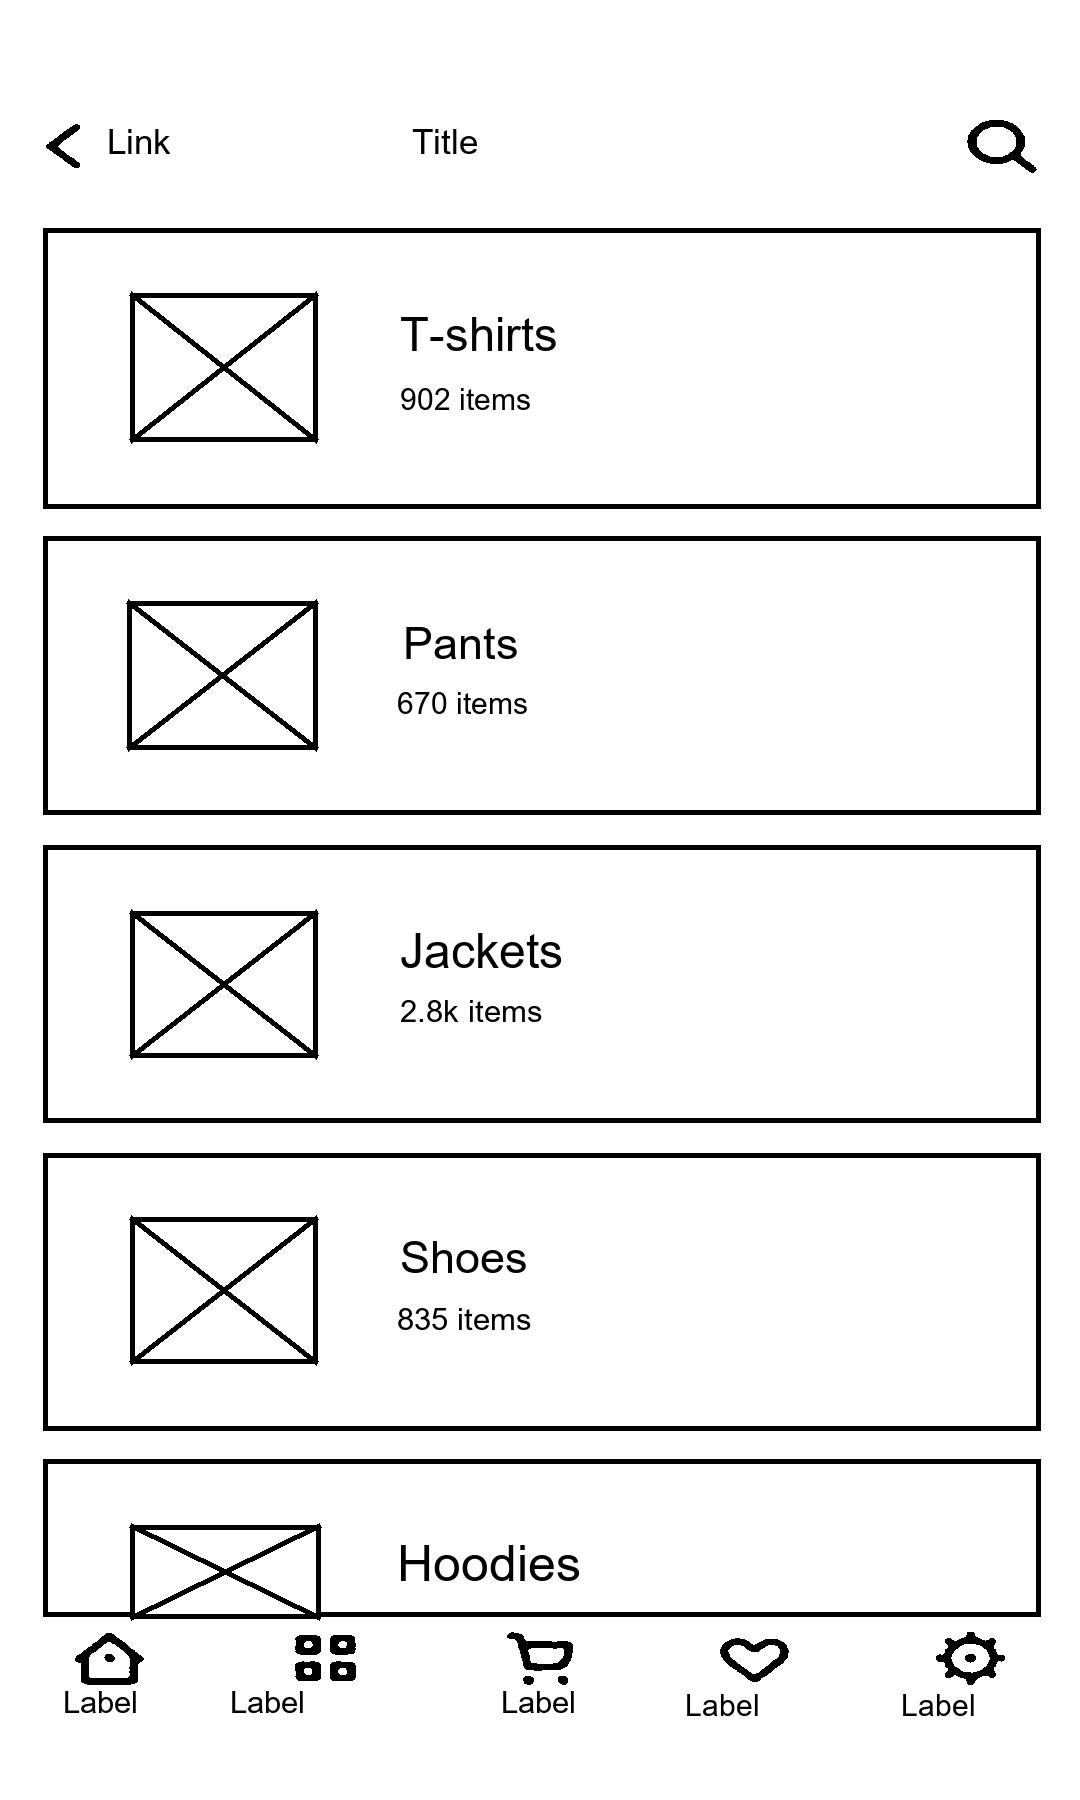 Link
Title
T-shirts
902 items
Pants
670 items
Jackets
2.8k items
Shoes
835 items
Hoodies
Label
Label
Label
Label
Label